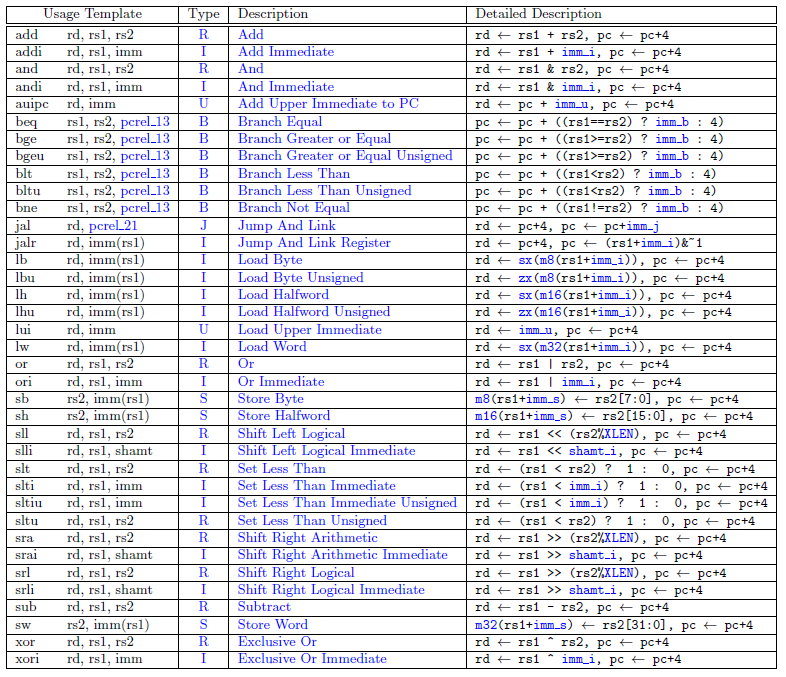 Usage Template Type Description Detailed Description
add rd, rs1, rs2 R Add rd ← rs1 + rs2, pc ← pc+4
addi rd, rs1, imm I Add Immediate rd ← rs1 + imm_i, pc ← pc+4
and rd, rs1, rs2 R And rd ← rs1 & rs2, pc ← pc+4
andi rd, rs1, imm I And Immediate rd ← rs1 & imm_i, pc ← pc+4
auipc rd, imm U Add Upper Immediate to PC rd ← pc + imm_u, pc ← pc+4
beq rs1, rs2, pcrel_13 B Branch Equal pc ← pc + ((rs1==rs2) ? imm_b : 4)
bge rs1, rs2, pcrel_13 B Branch Greater or Equal pc ← pc + ((rs1>=rs2) ? imm_b : 4)
bgeu rs1, rs2, pcrel_13 B Branch Greater or Equal Unsigned pc ← pc + ((rs1>=rs2) ? imm_b : 4)
blt rs1, rs2, pcrel_13 B Branch Less Than pc ← pc + ((rs1<rs2) ? imm_b : 4)
bltu rs1, rs2, pcrel_13 B Branch Less Than Unsigned pc ← pc + ((rs1<rs2) ? imm_b : 4)
bne rs1, rs2, pcrel_13 B Branch Not Equal pc ← pc + ((rs1!=rs2) ? imm_b : 4)
jal rd, pcrel_21 J Jump And Link rd ← pc+4, pc ← pc+imm_j
jalr rd, imm(rs1) I Jump And Link Register rd ← pc+4, pc ← (rs1+imm_i)&~1
lb rd, imm(rs1) I Load Byte rd ← sx(m8(rs1+imm_i)), pc ← pc+4
lbu rd, imm(rs1) I Load Byte Unsigned rd ← zx(m8(rs1+imm_i)), pc ← pc+4
lh rd, imm(rs1) I Load Halfword rd ← sx(m16(rs1+imm_i)), pc ← pc+4
lhu rd, imm(rs1) I Load Halfword Unsigned rd ← zx(m16(rs1+imm_i)), pc ← pc+4
lui rd, imm U Load Upper Immediate rd ← imm_u, pc ← pc+4
lw rd, imm(rs1) I Load Word rd ← sx(m32(rs1+imm_i)), pc ← pc+4
or rd, rs1, rs2 R Or rd ← rs1 | rs2, pc ← pc+4
ori rd, rs1, imm I Or Immediate rd ← rs1 | imm_i, pc ← pc+4
sb rs2, imm(rs1) S Store Byte m8(rs1+imm_s) ← rs2[7:0], pc ← pc+4
sh rs2, imm(rs1) S Store Halfword m16(rs1+imm_s) ← rs2[15:0], pc ← pc+4
sll rd, rs1, rs2 R Shift Left Logical rd ← rs1 << (rs2%XLEN), pc ← pc+4
slli rd, rs1, shamt I Shift Left Logical Immediate rd ← rs1 << shamt_i, pc ← pc+4
slt rd, rs1, rs2 R Set Less Than rd ← (rs1 < rs2) ? 1 : 0, pc ← pc+4
slti rd, rs1, imm I Set Less Than Immediate rd ← (rs1 < imm_i) ? 1 : 0, pc ← pc+4
sltiu rd, rs1, imm I Set Less Than Immediate Unsigned rd ← (rs1 < imm_i) ? 1 : 0, pc ← pc+4
sltu rd, rs1, rs2 R Set Less Than Unsigned rd ← (rs1 < rs2) ? 1 : 0, pc ← pc+4
sra rd, rs1, rs2 R Shift Right Arithmetic rd ← rs1 >> (rs2%XLEN), pc ← pc+4
srai rd, rs1, shamt I Shift Right Arithmetic Immediate rd ← rs1 >> shamt_i, pc ← pc+4
srl rd, rs1, rs2 R Shift Right Logical rd ← rs1 >> (rs2%XLEN), pc ← pc+4
srli rd, rs1, shamt I Shift Right Logical Immediate rd ← rs1 >> shamt_i, pc ← pc+4
sub rd, rs1, rs2 R Subtract rd ← rs1 - rs2, pc ← pc+4
sw rs2, imm(rs1) S Store Word m32(rs1+imm_s) ← rs2[31:0], pc ← pc+4
xor rd, rs1, rs2 R Exclusive Or rd ← rs1 ^ rs2, pc ← pc+4
xori rd, rs1, imm I Exclusive Or Immediate rd ← rs1 ^ imm_i, pc ← pc+4